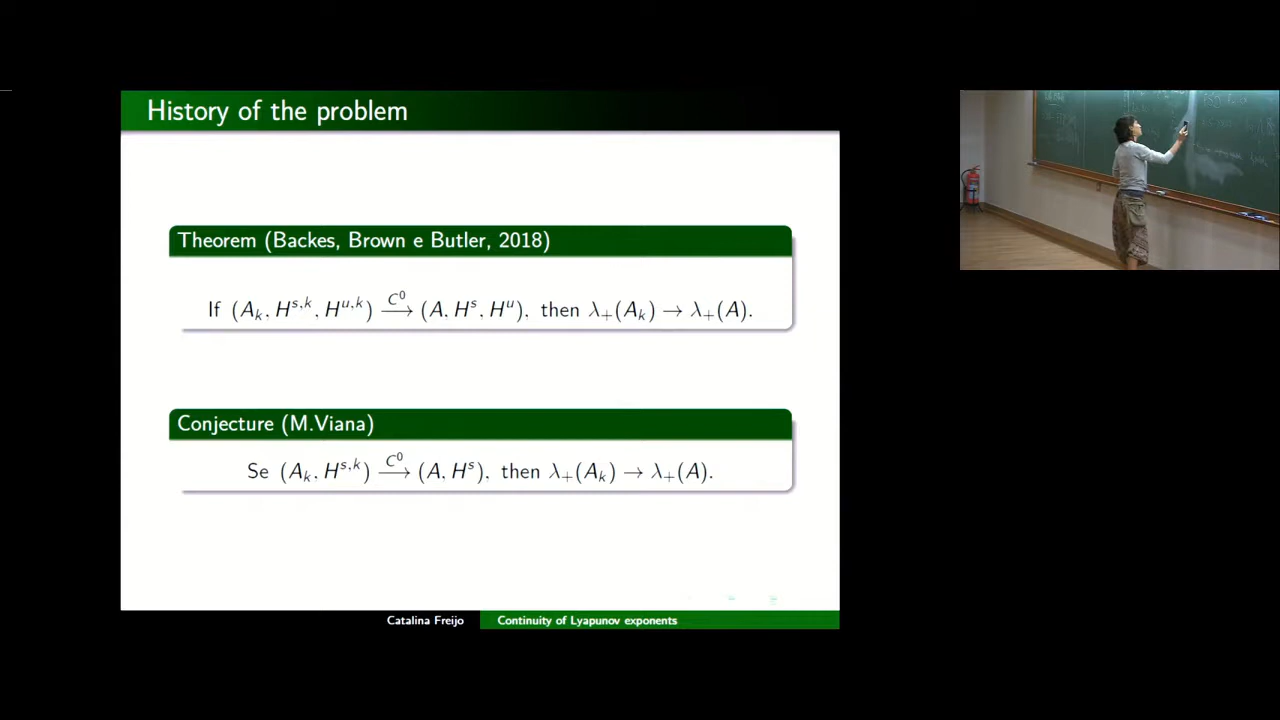 History of the problem
Theorem (Backes, Brown e Butler, 2018)
If (A_k, H^{s,k}, H^{u,k}) \xrightarrow{C^0} (A, H^s, H^u), then λ_+(A_k) → λ_+(A).
Conjecture (M.Viana)
Se (A_k, H^{s,k}) \xrightarrow{C^0} (A, H^s), then λ_+(A_k) → λ_+(A).
Catalina Freijo Continuity of Lyapunov exponents